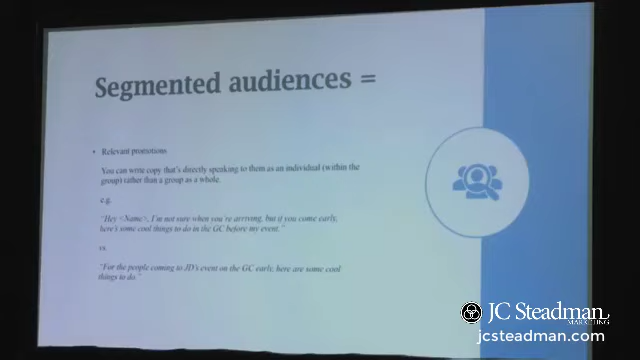 Segmented audiences =
• Relevant promotions
You can write copy that's directly speaking to them as an individual (within the
group) rather than a group as a whole.
e.g.
"Hey <Name>, I'm not sure when you're arriving, but if you come early,
here's some cool things to do in the GC before my event."
vs.
"For the people coming to JD's event on the GC early, here are some cool
things to do."
JC Steadman
MARKETING
jcsteadman.com